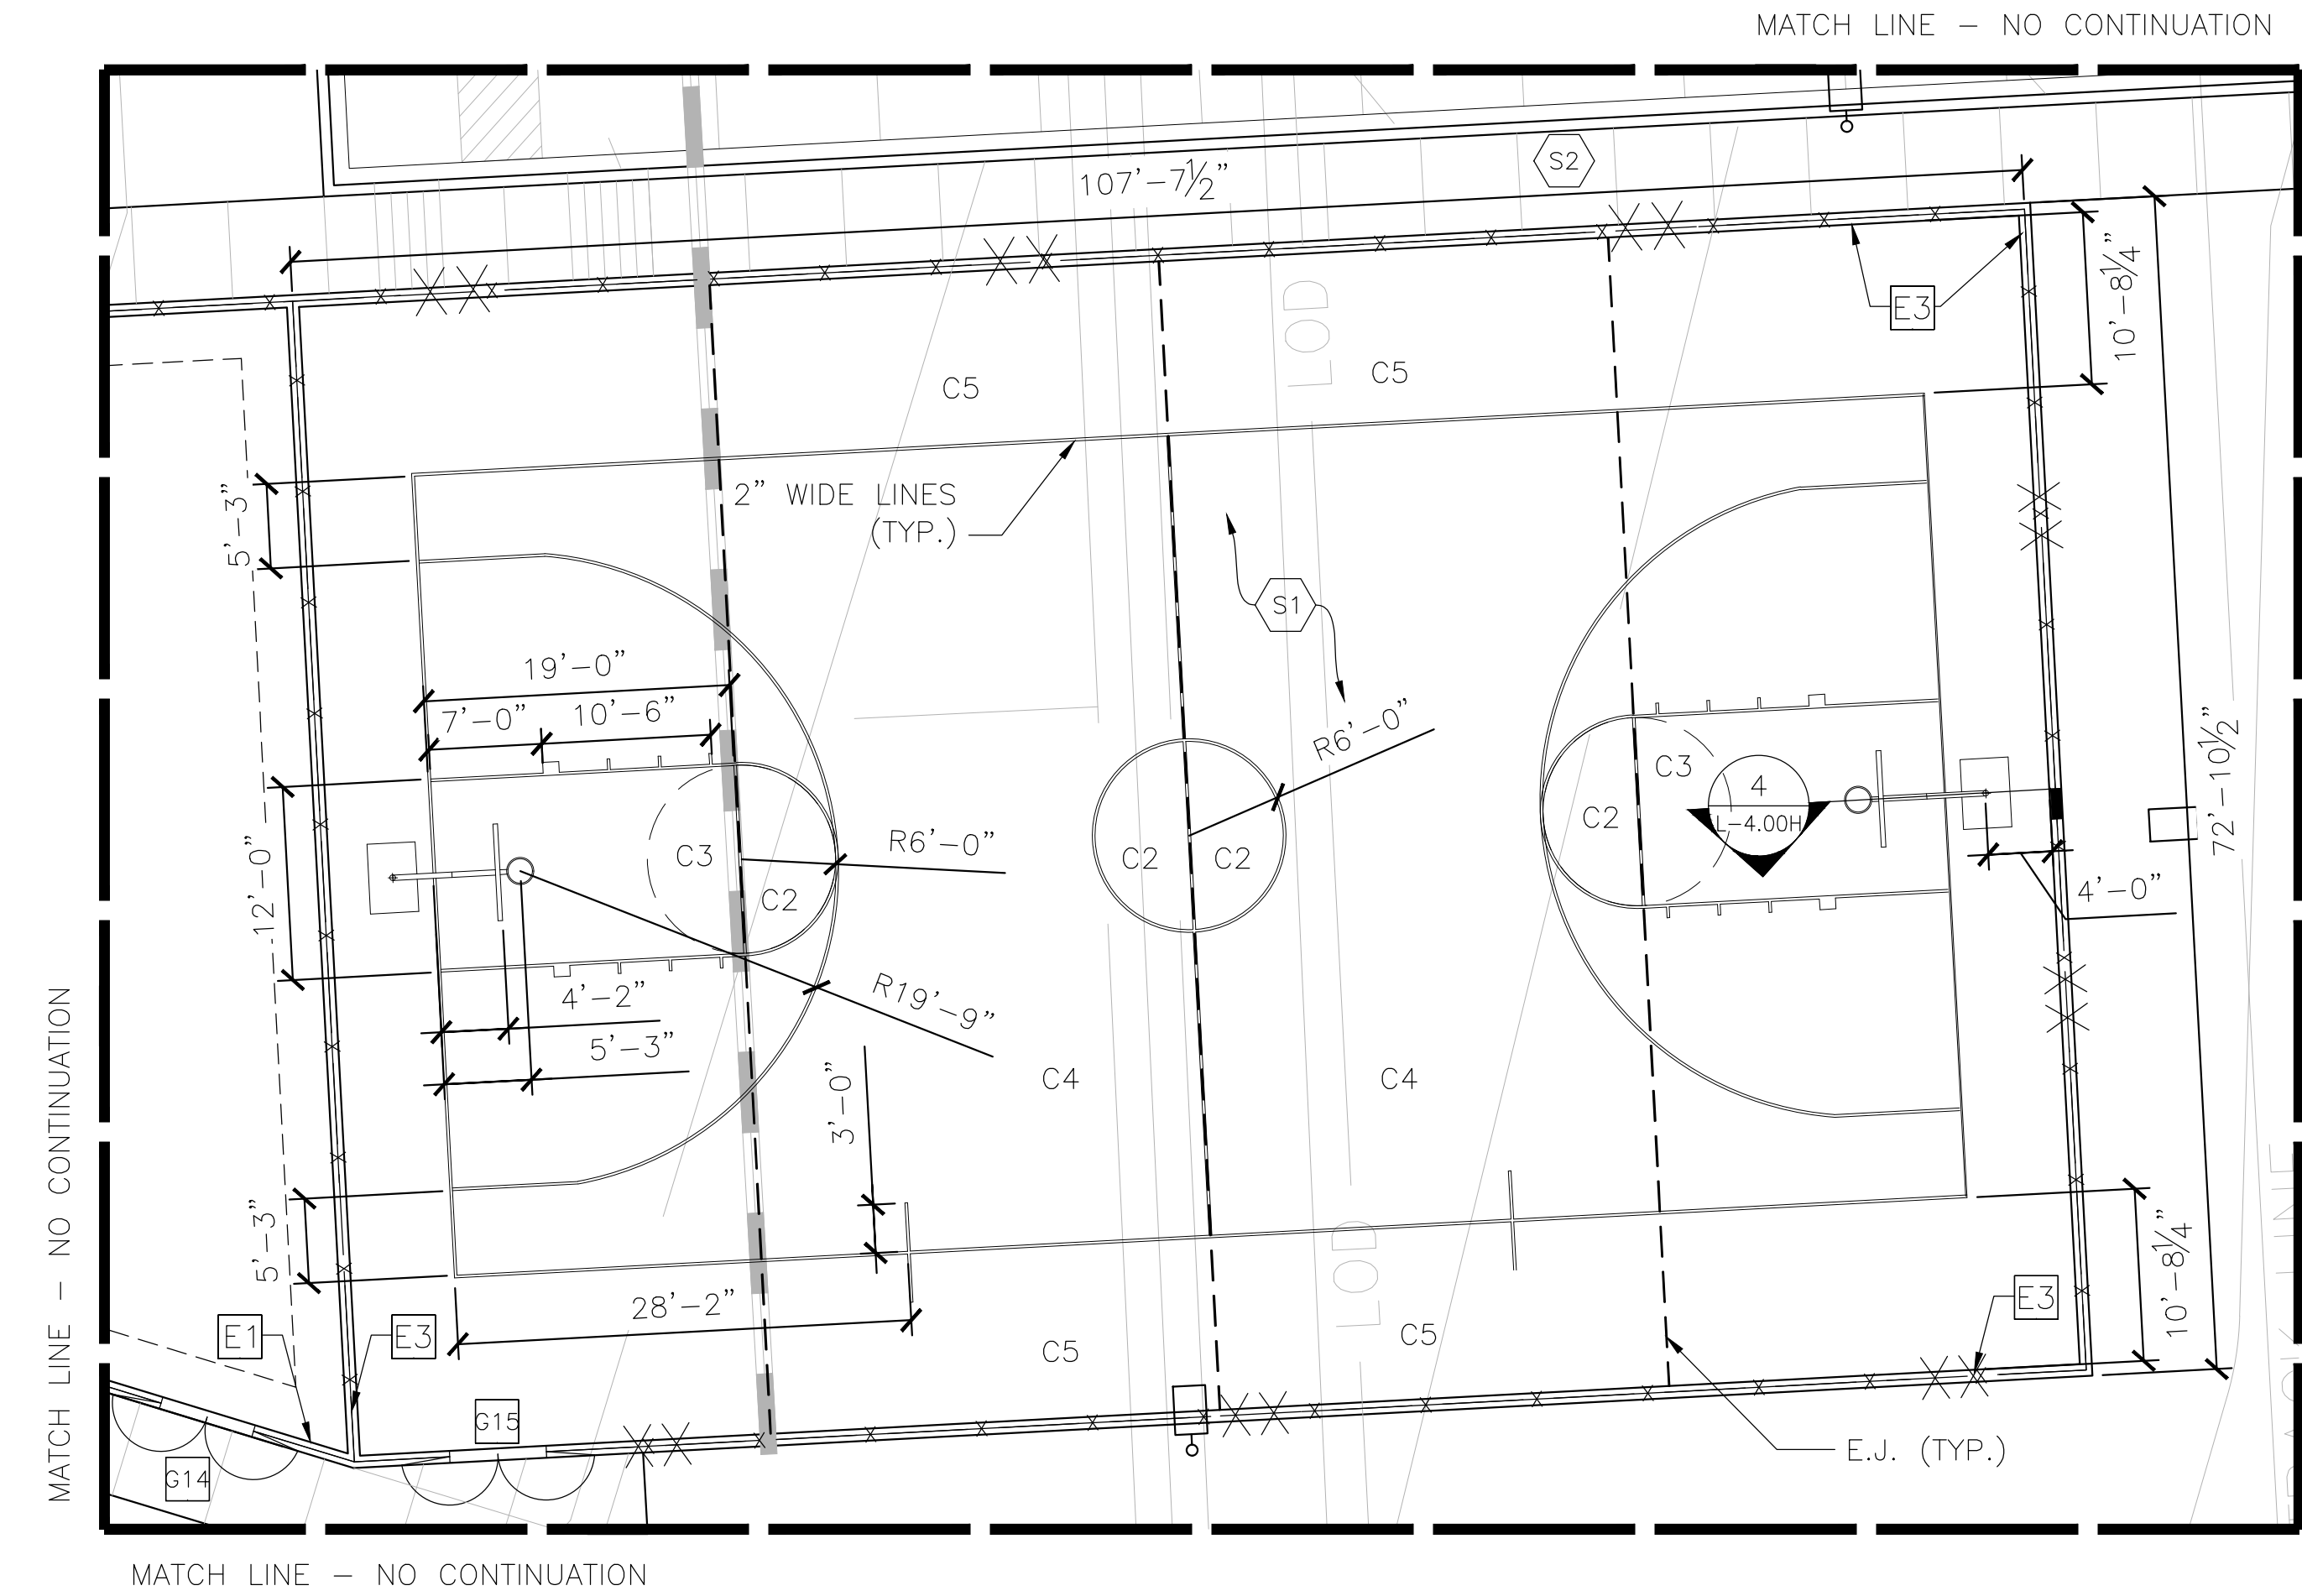 MATCH LINE – NO CONTINUATION
S2
107'–7½"
E3
10'–8¼"
LOD
C5
C5
5'–3"
2" WIDE LINES
(TYP.)
S1
19'–0"
7'–0"
10'–6"
R6'–0"
72'–10½"
C3
4
L–4.00H
C2
12'–0"
C3
R6'–0"
C2
C2
C2
4'–0"
4'–2"
R19'–9"
5'–3"
3'–0"
C4
C4
5'–3"
LOD
10'–8¼"
28'–2"
E1
E3
E3
C5
C5
G15
G14
E.J. (TYP.)
MATCH LINE – NO CONTINUATION
MATCH LINE – NO CONTINUATION